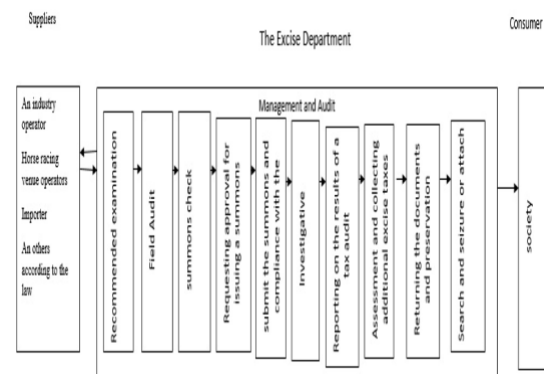 Suppliers
The Excise Department
Consumer
An industry
operator
Horse racing
venue operators
Importer
An others
according to the
law
Management and Audit
Recommended examination
Field Audit
summons check
Requesting approval for
issuing a summons
submit the summons and
compliance with the
Investigative
Reporting on the results of a
tax audit
Assessment and collecting
additional excise taxes
Returning the documents
and preservation
Search and seizure or attach
society